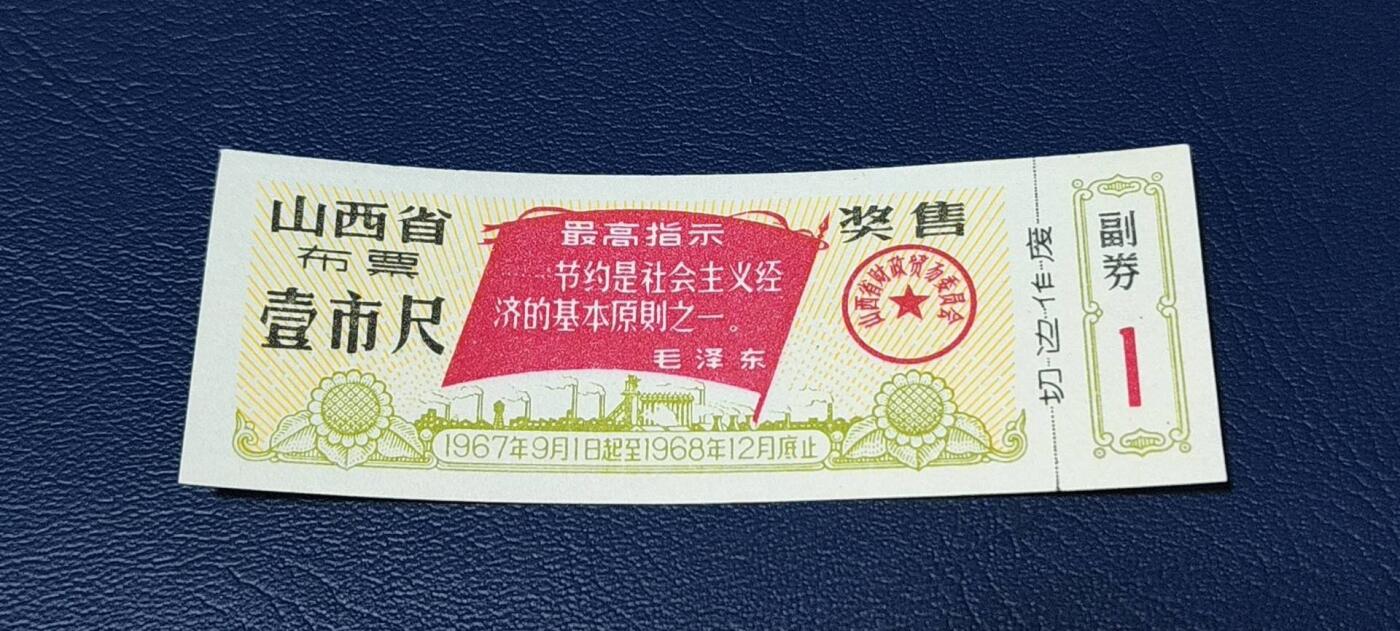 山西省
布票
壹市尺
最高指示
节约是社会主义经
济的基本原则之一。
毛泽东
奖售
山西省财政贸办委员会
1967年9月1日起至1968年12月底止
切边作废
副券
1